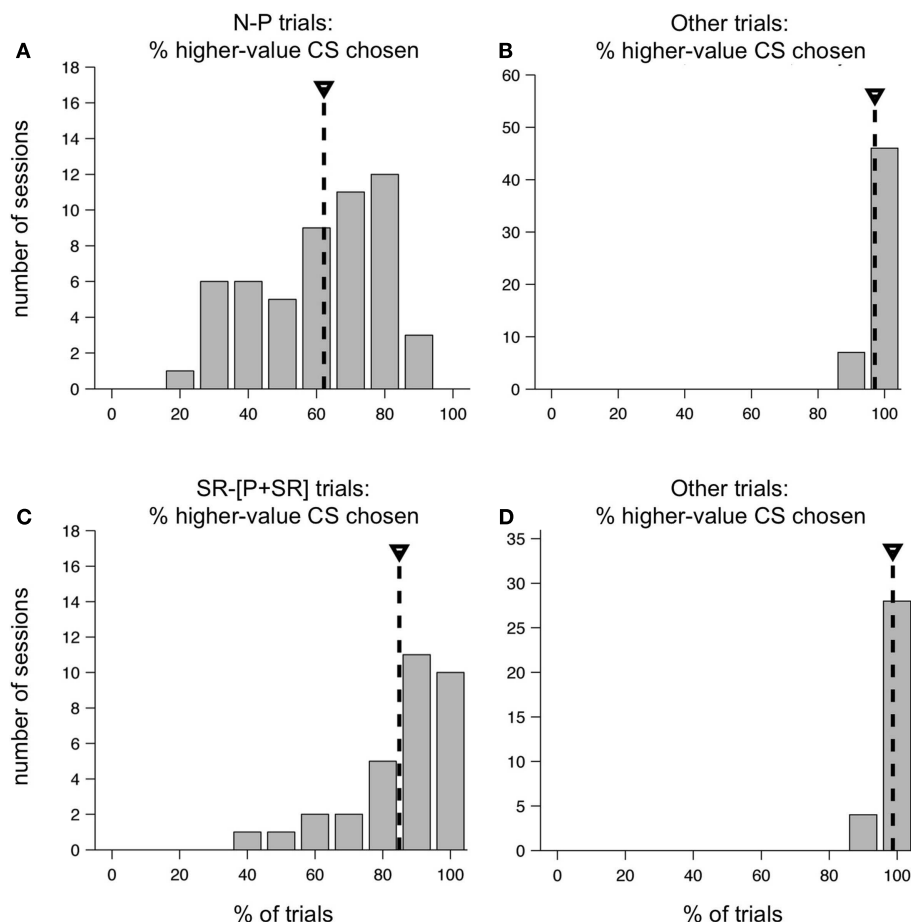 A
N-P trials:
% higher-value CS chosen
number of sessions
18
16
14
12
10
8
6
4
2
0
0 20 40 60 80 100
B
Other trials:
% higher-value CS chosen
60
50
40
30
20
10
0
0 20 40 60 80 100
C
SR-[P+SR] trials:
% higher-value CS chosen
number of sessions
18
16
14
12
10
8
6
4
2
0
0 20 40 60 80 100
% of trials
D
Other trials:
% higher-value CS chosen
35
30
25
20
15
10
5
0
0 20 40 60 80 100
% of trials